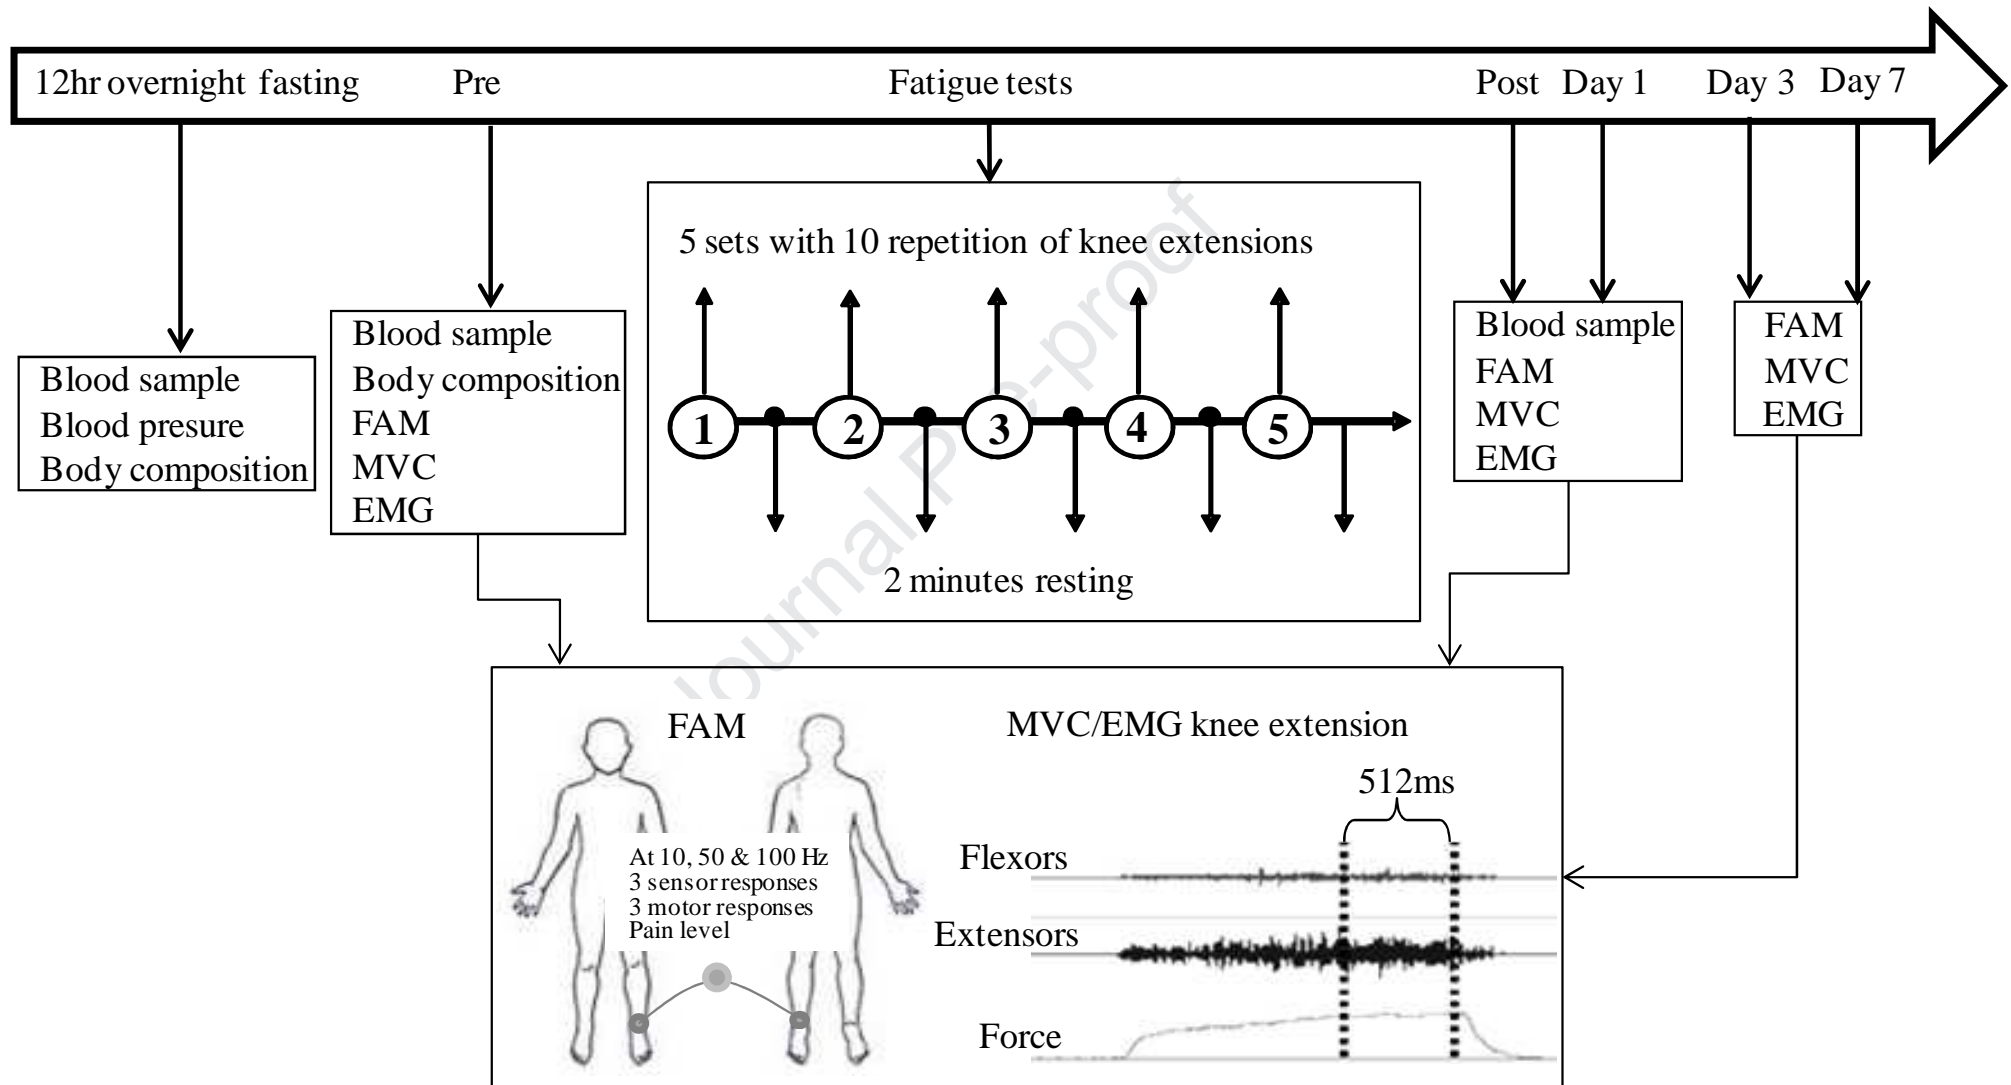 12hr overnight fasting
Pre
Fatigue tests
Post
Day 1
Day 3
Day 7
Blood sample
Blood presure
Body composition
Blood sample
Body composition
FAM
MVC
EMG
5 sets with 10 repetition of knee extensions
1
2
3
4
5
2 minutes resting
Blood sample
FAM
MVC
EMG
FAM
MVC
EMG
Journal Pre-proof
FAM
At 10, 50 & 100 Hz
3 sensor responses
3 motor responses
Pain level
MVC/EMG knee extension
512ms
Flexors
Extensors
Force